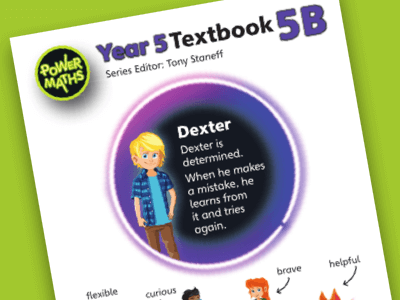 POWER
MATHS
Year 5 Textbook 5B
Series Editor: Tony Staneff
Dexter
Dexter is
determined.
When he makes
a mistake, he
learns from
it and tries
again.
flexible
curious
brave
helpful